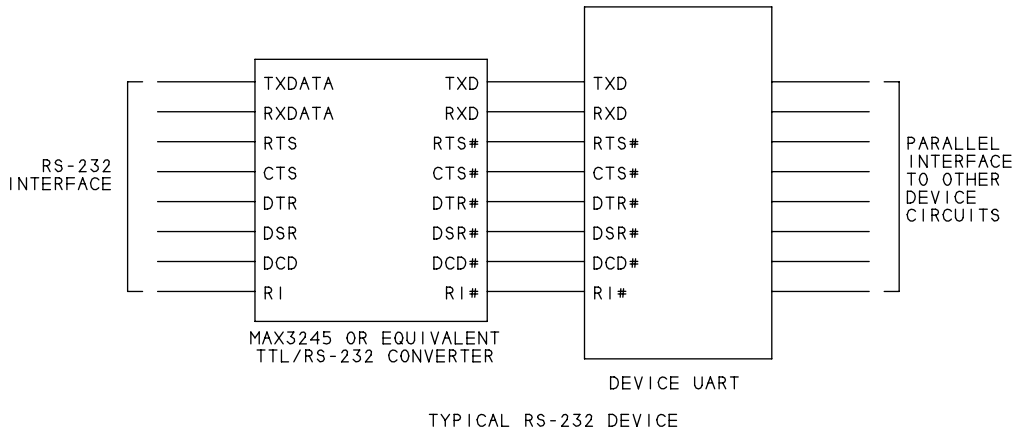 RS-232
INTERFACE
TXDATA
RXDATA
RTS
CTS
DTR
DSR
DCD
RI
TXD
RXD
RTS#
CTS#
DTR#
DSR#
DCD#
RI#
MAX3245 OR EQUIVALENT
TTL/RS-232 CONVERTER
TXD
RXD
RTS#
CTS#
DTR#
DSR#
DCD#
RI#
DEVICE UART
PARALLEL
INTERFACE
TO OTHER
DEVICE
CIRCUITS
TYPICAL RS-232 DEVICE